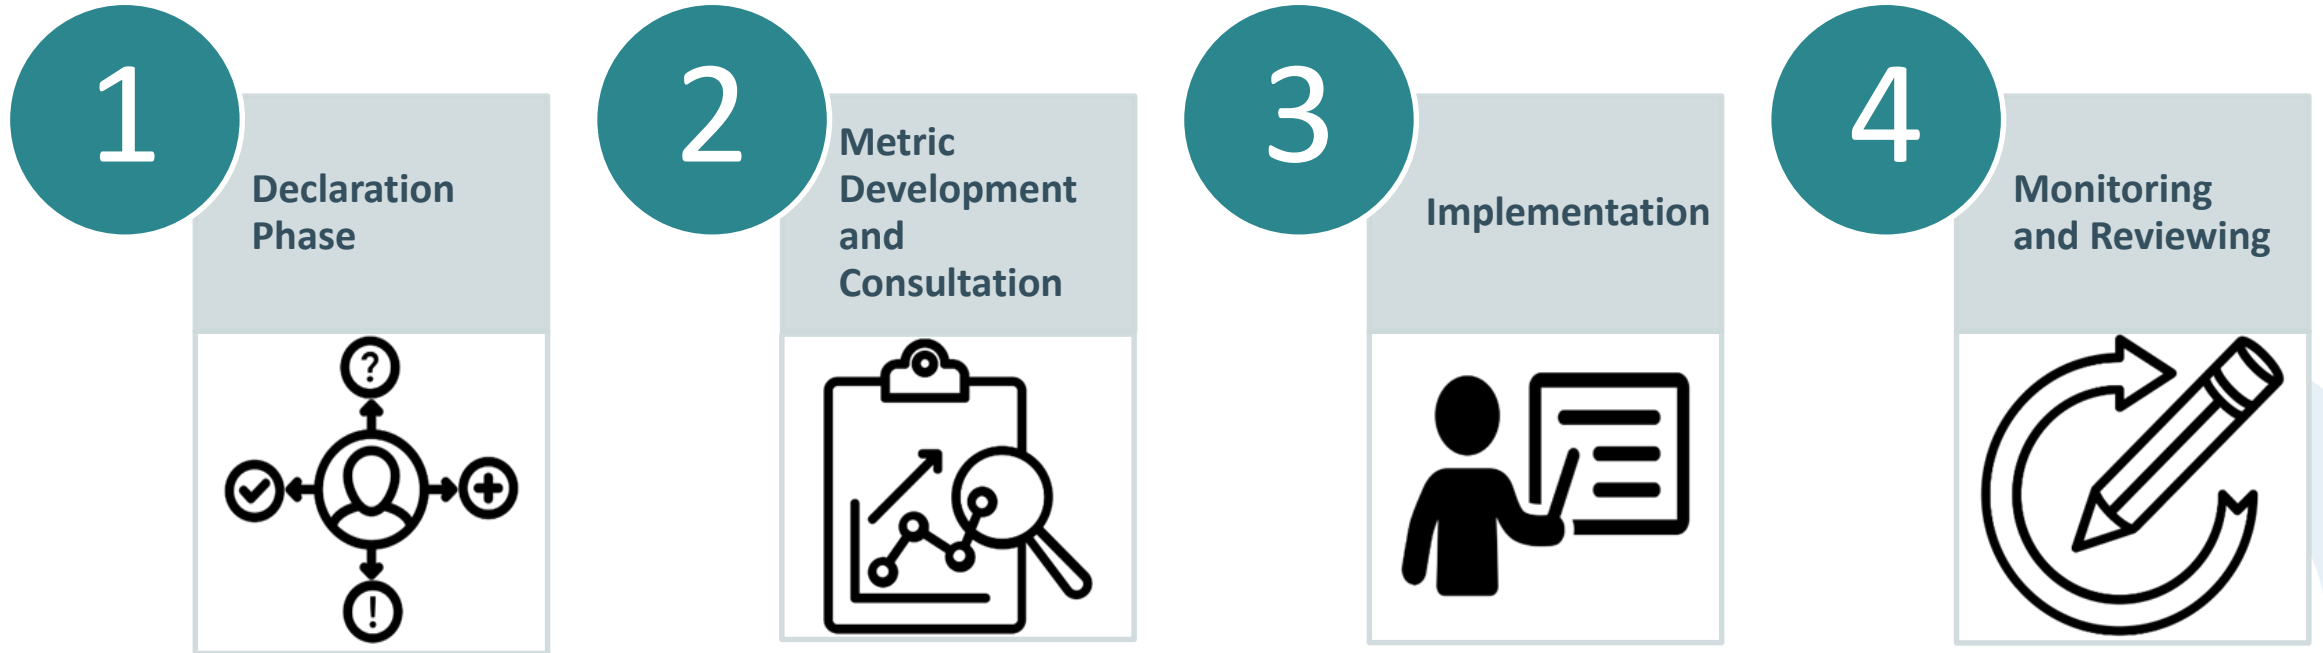 1
Declaration
Phase
?
!
2
Metric
Development
and
Consultation
3
Implementation
4
Monitoring
and Reviewing